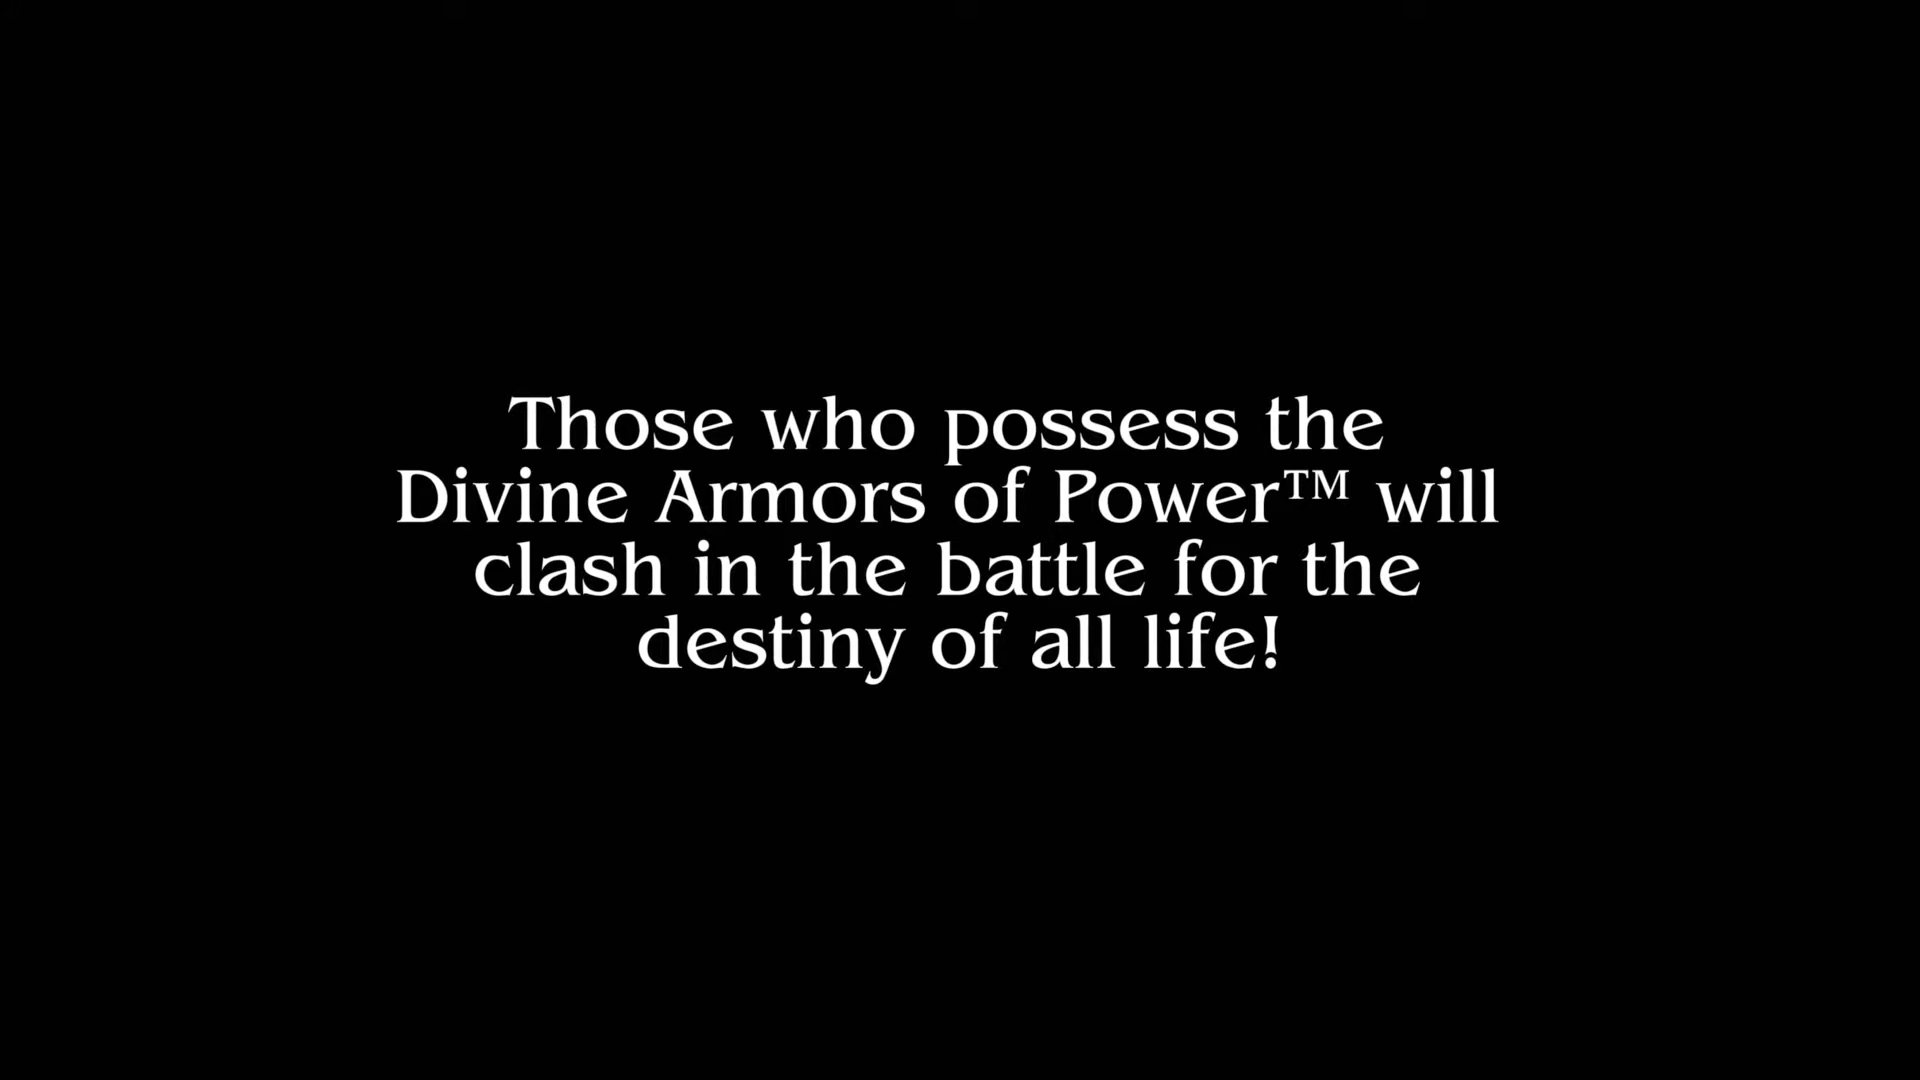 Those who possess the
Divine Armors of Power™ will
clash in the battle for the
destiny of all life!